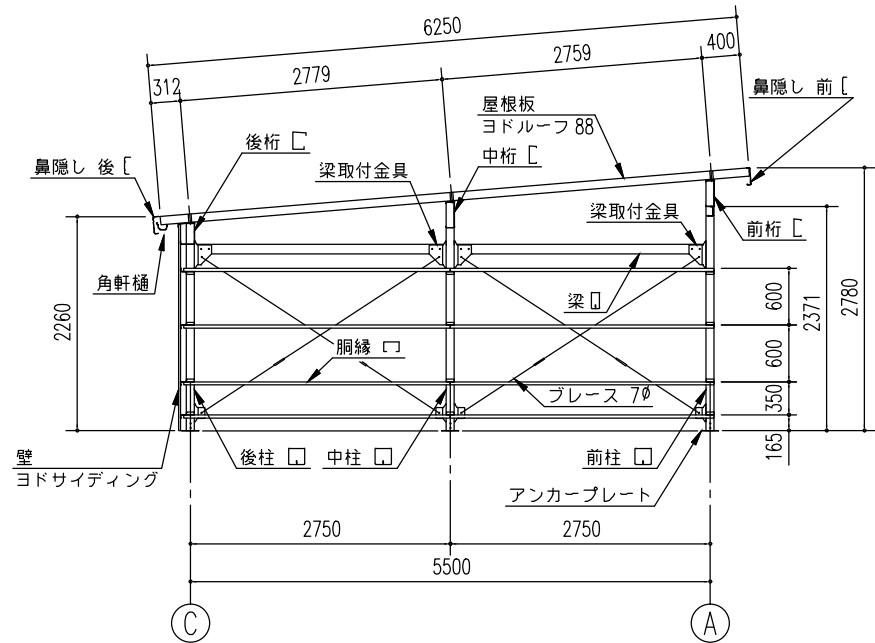 6250
312
2779
2759
400
鼻隠し 前
屋根板
ヨドルーフ 88
後桁
梁取付金具
中桁
鼻隠し 後
梁取付金具
前桁
角軒樋
梁
2260
600
2371
2780
胴縁
600
ブレース 7φ
350
165
壁
ヨドサイディング
後柱
中柱
前柱
アンカープレート
2750
2750
5500
C
A